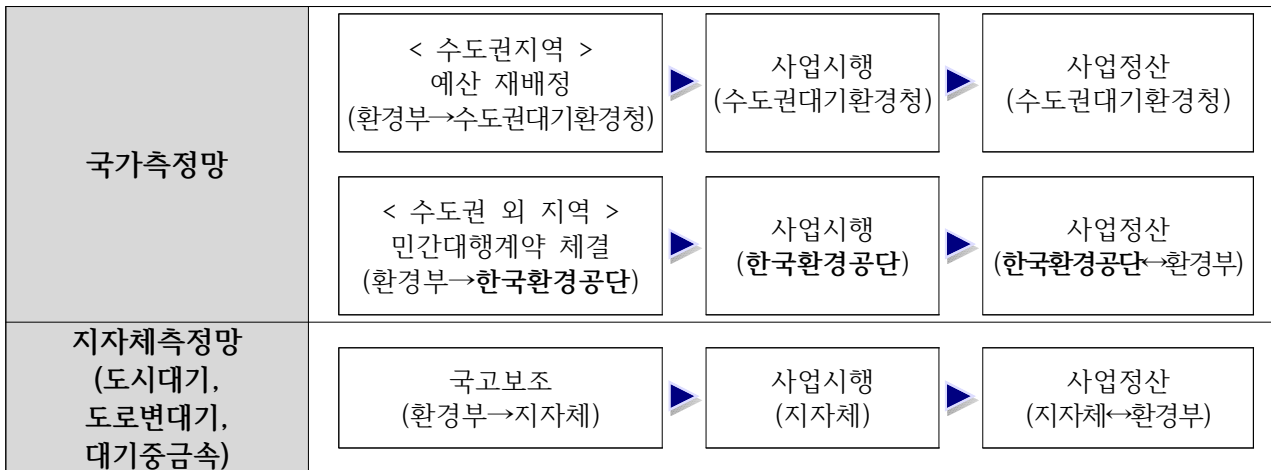 국가측정망
< 수도권지역 >
예산 재배정
(환경부→수도권대기환경청)
사업시행
(수도권대기환경청)
사업정산
(수도권대기환경청)
< 수도권 외 지역 >
민간대행계약 체결
(환경부→한국환경공단)
사업시행
(한국환경공단)
사업정산
(한국환경공단↔환경부)
지자체측정망
(도시대기,
도로변대기,
대기중금속)
국고보조
(환경부→지자체)
사업시행
(지자체)
사업정산
(지자체↔환경부)